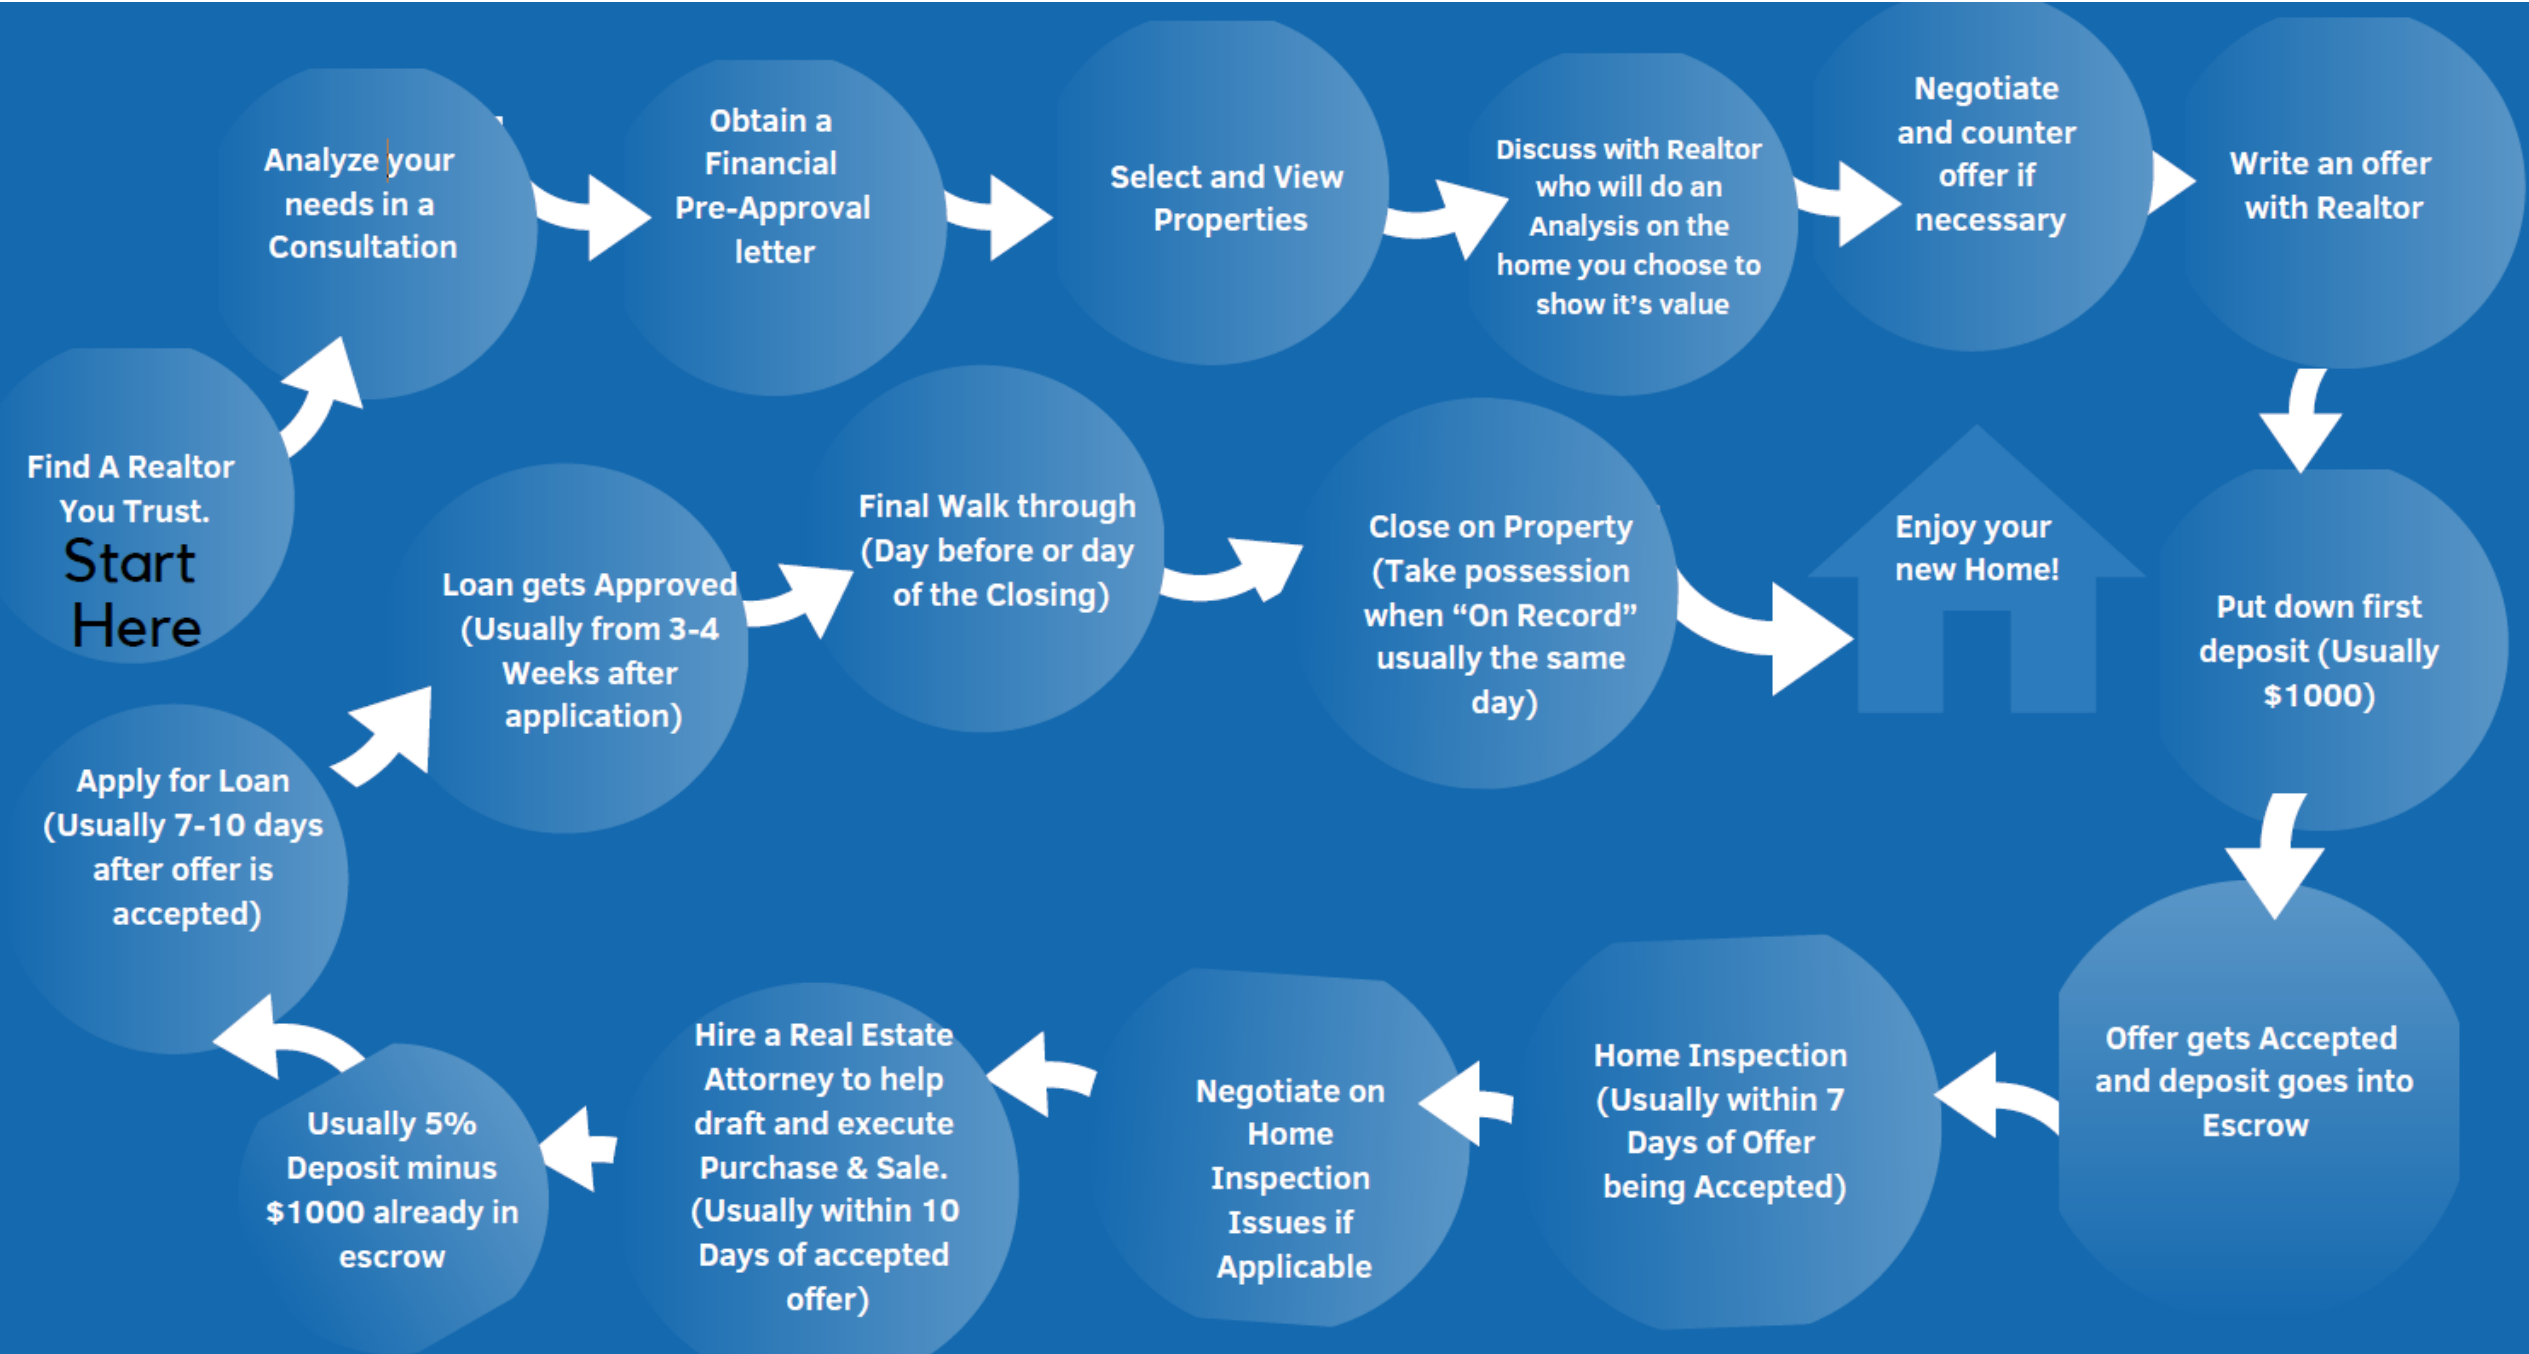 Find A Realtor
You Trust.
Start
Here
Analyze your
needs in a
Consultation
Obtain a
Financial
Pre-Approval
letter
Select and View
Properties
Discuss with Realtor
who will do an
Analysis on the
home you choose to
show it's value
Negotiate
and counter
offer if
necessary
Write an offer
with Realtor
Put down first
deposit (Usually
$1000)
Offer gets Accepted
and deposit goes into
Escrow
Home Inspection
(Usually within 7
Days of Offer
being Accepted)
Negotiate on
Home
Inspection
Issues if
Applicable
Hire a Real Estate
Attorney to help
draft and execute
Purchase & Sale.
(Usually within 10
Days of accepted
offer)
Usually 5%
Deposit minus
$1000 already in
escrow
Apply for Loan
(Usually 7-10 days
after offer is
accepted)
Loan gets Approved
(Usually from 3-4
Weeks after
application)
Final Walk through
(Day before or day
of the Closing)
Close on Property
(Take possession
when “On Record”
usually the same
day)
Enjoy your
new Home!